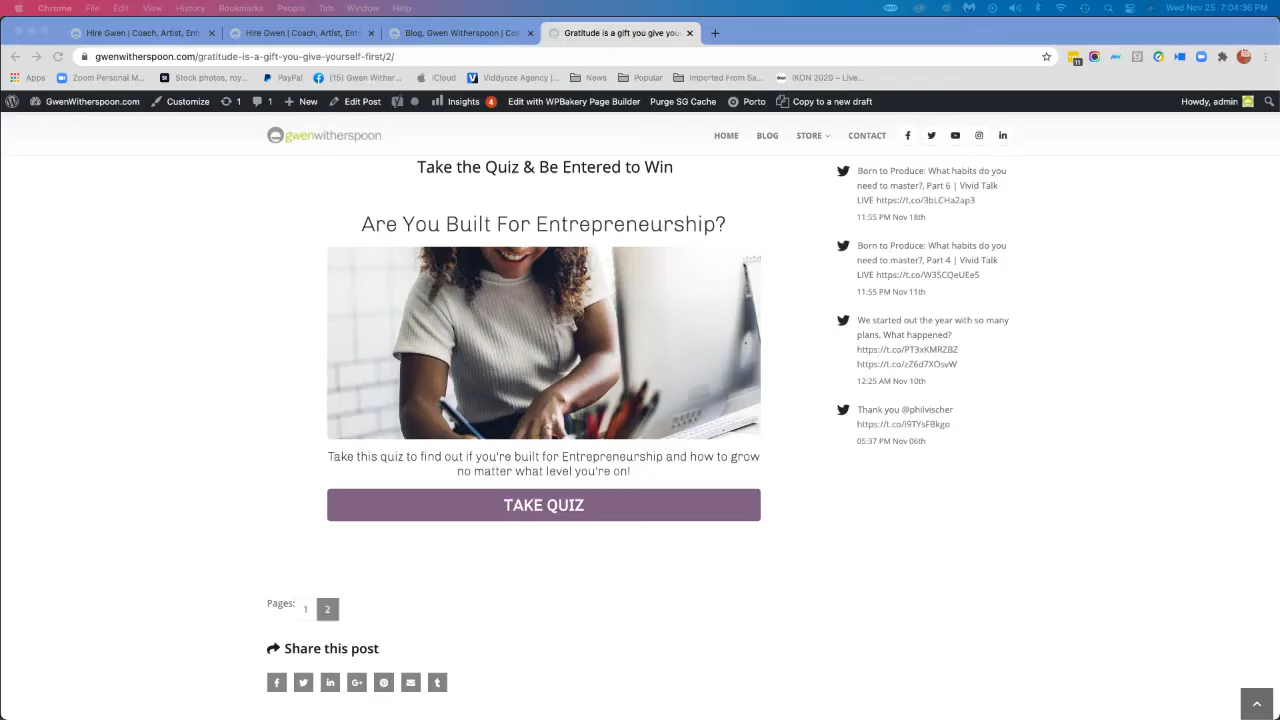 Chrome File Edit View History Bookmarks People Tab Window Help
Wed Nov 25 7:04:36 PM
Hire Gwen | Coach, Artist, Ent
Hire Gwen | Coach, Artist, Ent
Blog, Gwen Witherspoon | Co
Gratitude is a gift you give you
gwenwitherspoon.com/gratitude-is-a-gift-you-give-yourself-first/2/
11
Apps Zoom Personal M... Stock photos, roy... PayPal (15) Gwen Wither... iCloud Viddyoze Agency |... News Popular Imported From Sa... IKON 2020 ~ Live...
GwenWitherspoon.com Customize 1 1 New Edit Post Insights 4 Edit with WPBakery Page Builder Purge SG Cache Porto Copy to a new draft Howdy, admin
gwenwitherspoon
HOME BLOG STORE CONTACT
Take the Quiz & Be Entered to Win
Are You Built For Entrepreneurship?
Take this quiz to find out if you're built for Entrepreneurship and how to grow
no matter what level you're on!
TAKE QUIZ
Born to Produce: What habits do you
need to master?, Part 6 | Vivid Talk
LIVE https://t.co/3bLCHa2ap3
11:55 PM Nov 18th
Born to Produce: What habits do you
need to master?, Part 4 | Vivid Talk
LIVE https://t.co/W35CQeUEe5
11:55 PM Nov 11th
We started out the year with so many
plans. What happened?
https://t.co/PT3xKMRZBZ
https://t.co/zZ6d7XOsvW
12:25 AM Nov 10th
Thank you @philvischer
https://t.co/i9TYsFBkgo
05:37 PM Nov 06th
Pages: 1 2
Share this post